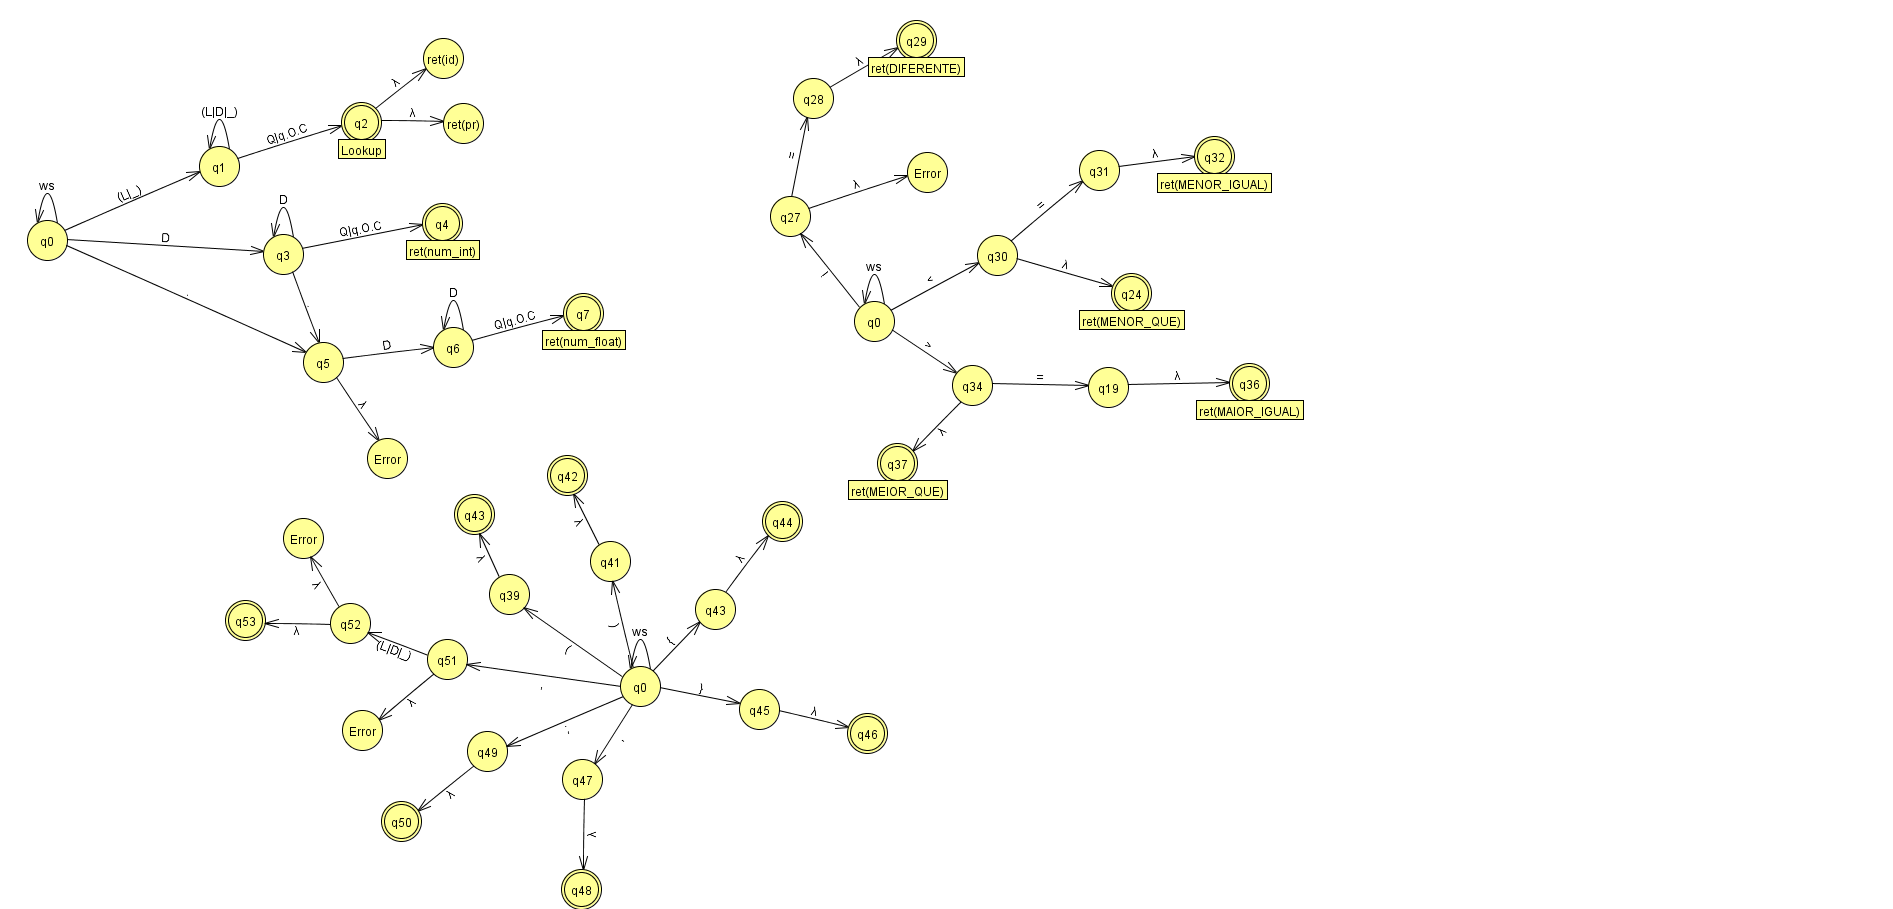 ws
q0
(L|_)
(L|D|_)
q1
Q|q.O.C
q2
Lookup
λ
ret(id)
λ
ret(pr)
D
D
q3
Q|q.O.C
q4
ret(num_int)
.
.
q5
D
D
q6
Q|q.O.C
q7
ret(num_float)
λ
Error
ws
q0
!
q27
=
q28
λ
q29
ret(DIFERENTE)
λ
Error
<
q30
=
q31
λ
q32
ret(MENOR_IGUAL)
λ
q24
ret(MENOR_QUE)
>
q34
=
q19
λ
q36
ret(MAIOR_IGUAL)
λ
q37
ret(MEIOR_QUE)
ws
q0
(
q39
λ
q43
)
q41
λ
q42
{
q43
λ
q44
}
q45
λ
q46
q47
λ
q48
;
q49
λ
q50
q51
(L|D|_)
q52
λ
Error
λ
q53
λ
Error